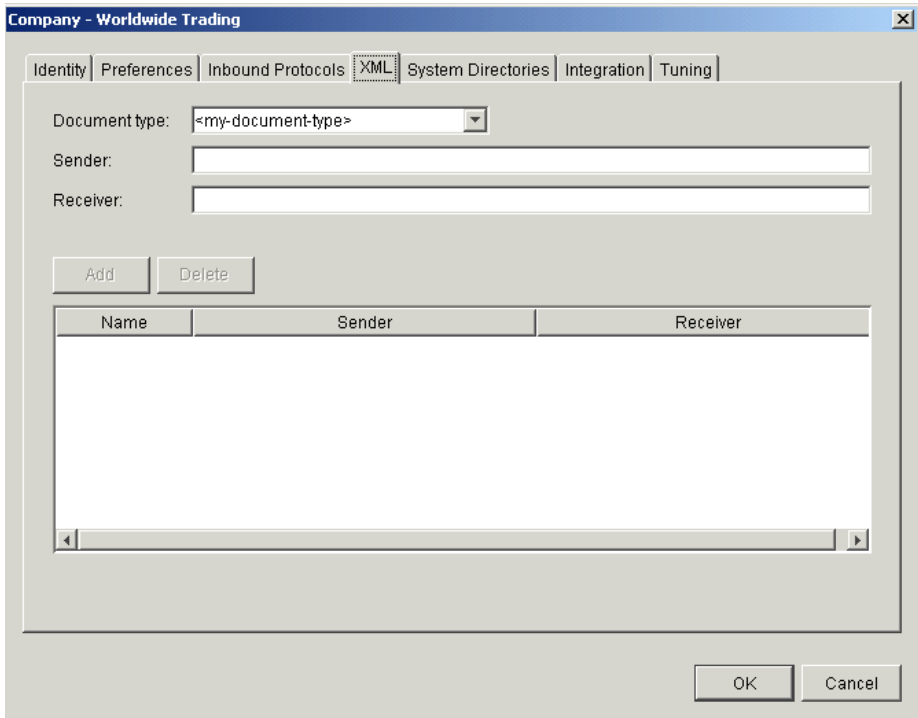 Company - Worldwide Trading
Identity Preferences Inbound Protocols XML System Directories Integration Tuning
Document type: <my-document-type>
Sender:
Receiver:
Add Delete
Name Sender Receiver
OK Cancel